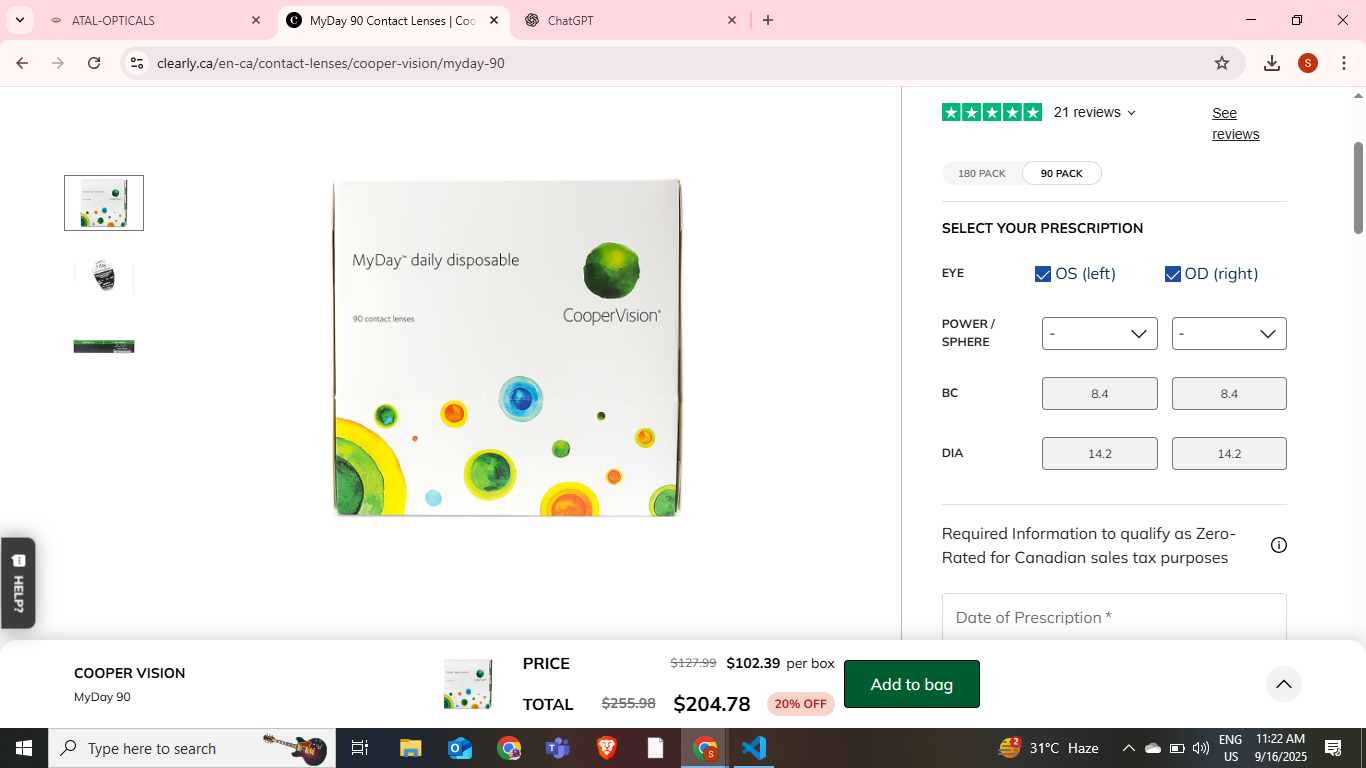 ATAL-OPTICALS
MyDay 90 Contact Lenses | Coo
ChatGPT
clearly.ca/en-ca/contact-lenses/cooper-vision/myday-90
S
21 reviews
See
reviews
180 PACK
90 PACK
SELECT YOUR PRESCRIPTION
EYE
OS (left)
OD (right)
POWER /
SPHERE
-
-
BC
8.4
8.4
DIA
14.2
14.2
Required Information to qualify as Zero-
Rated for Canadian sales tax purposes
Date of Prescription *
MyDay™ daily disposable
90 contact lenses
CooperVision®
HELP?
COOPER VISION
MyDay 90
PRICE
$127.99 $102.39 per box
TOTAL
$255.98 $204.78 20% OFF
Add to bag
Type here to search
2
31°C Haze
ENG
US
11:22 AM
9/16/2025